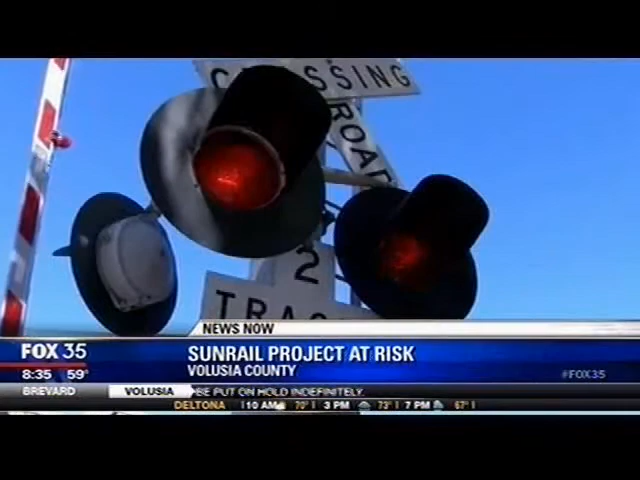 CROSSING
ROAD
2
TRAC
NEWS NOW
FOX 35
SUNRAIL PROJECT AT RISK
VOLUSIA COUNTY
8:35 59°
#FOX35
BREVARD
VOLUSIA
BE PUT ON HOLD INDEFINITELY.
DELTONA 10 AM 70° 3 PM 73° 7 PM 67°